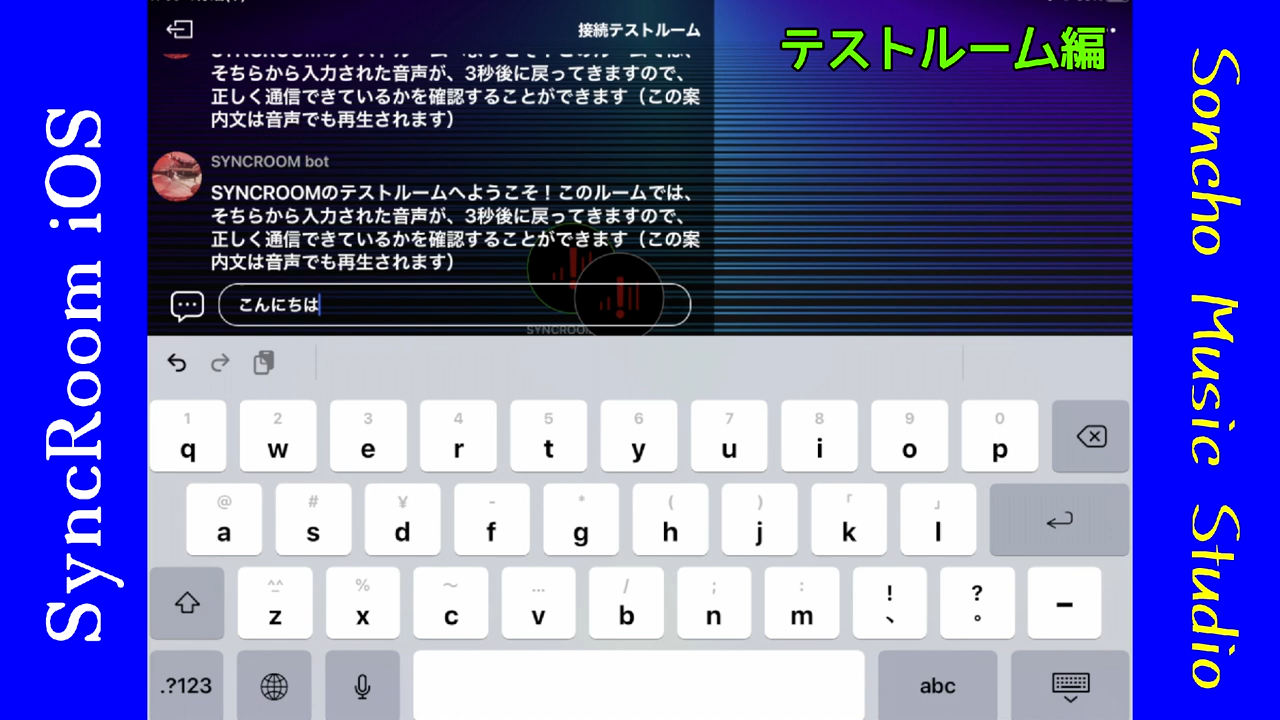 SyncRoom iOS
接続テストルーム
テストルーム編
そちらから入力された音声が、3秒後に戻ってきますので、
正しく通信できているかを確認することができます（この案
内文は音声でも再生されます）
SYNCROOM bot
SYNCROOMのテストルームへようこそ！このルームでは、
そちらから入力された音声が、3秒後に戻ってきますので、
正しく通信できているかを確認することができます（この案
内文は音声でも再生されます）
こんにちは
SYNCROOM
1 2 3 4 5 6 7 8 9 0
q w e r t y u i o p
@ # ¥ - * ( ) 「 」
a s d f g h j k l
^^ % 〜 … / ; : ! ?
z x c v b n m 、 。 ー
.?123 abc
Soncho Music Studio